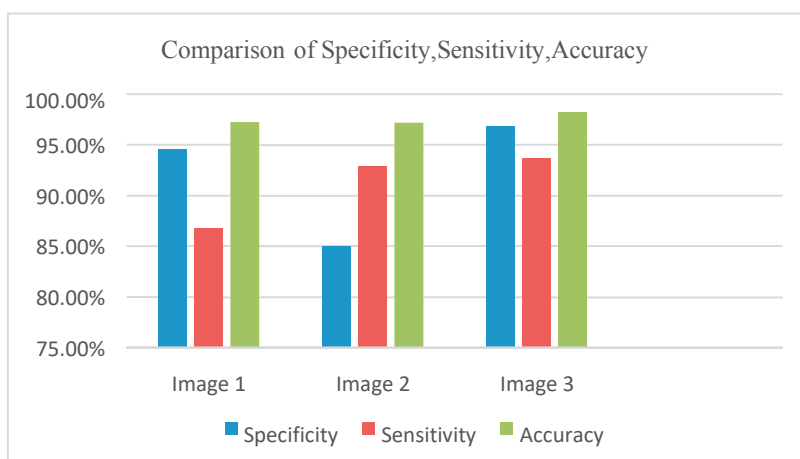 Comparison of Specificity,Sensitivity,Accuracy
100.00%
95.00%
90.00%
85.00%
80.00%
75.00%
Image 1 Image 2 Image 3
Specificity Sensitivity Accuracy